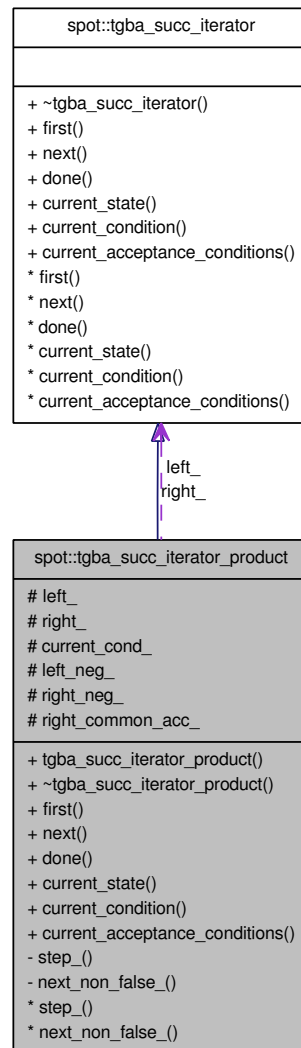 spot::tgba_succ_iterator
+ ~tgba_succ_iterator()
+ first()
+ next()
+ done()
+ current_state()
+ current_condition()
+ current_acceptance_conditions()
* first()
* next()
* done()
* current_state()
* current_condition()
* current_acceptance_conditions()
left_
right_
spot::tgba_succ_iterator_product
# left_
# right_
# current_cond_
# left_neg_
# right_neg_
# right_common_acc_
+ tgba_succ_iterator_product()
+ ~tgba_succ_iterator_product()
+ first()
+ next()
+ done()
+ current_state()
+ current_condition()
+ current_acceptance_conditions()
- step_()
- next_non_false_()
* step_()
* next_non_false_()